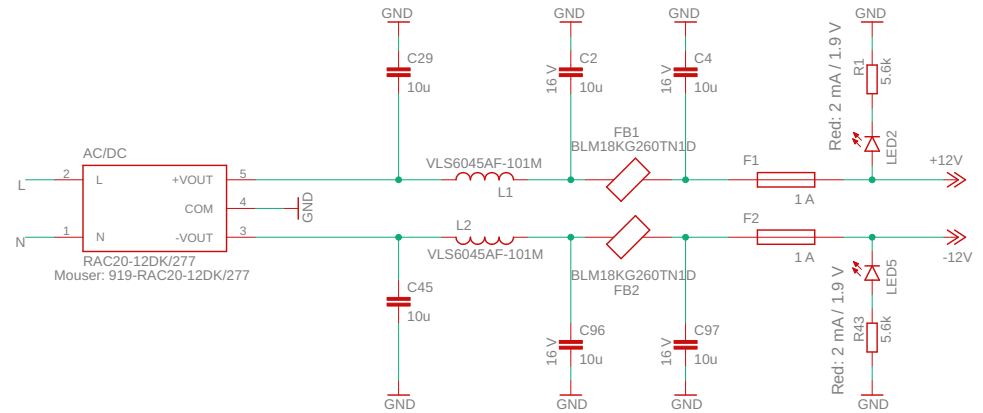 GND
GND
GND
GND
C29
10u
16 V
C2
10u
16 V
C4
10u
Red: 2 mA / 1.9 V
R1
5.6k
LED2
AC/DC
FB1
BLM18KG260TN1D
VLS6045AF-101M
L1
F1
1 A
+12V
L
2
L
+VOUT
5
COM
4
GND
N
1
N
-VOUT
3
RAC20-12DK/277
Mouser: 919-RAC20-12DK/277
L2
VLS6045AF-101M
F2
1 A
-12V
BLM18KG260TN1D
FB2
C45
10u
16 V
C96
10u
16 V
C97
10u
Red: 2 mA / 1.9 V
LED5
R43
5.6k
GND
GND
GND
GND